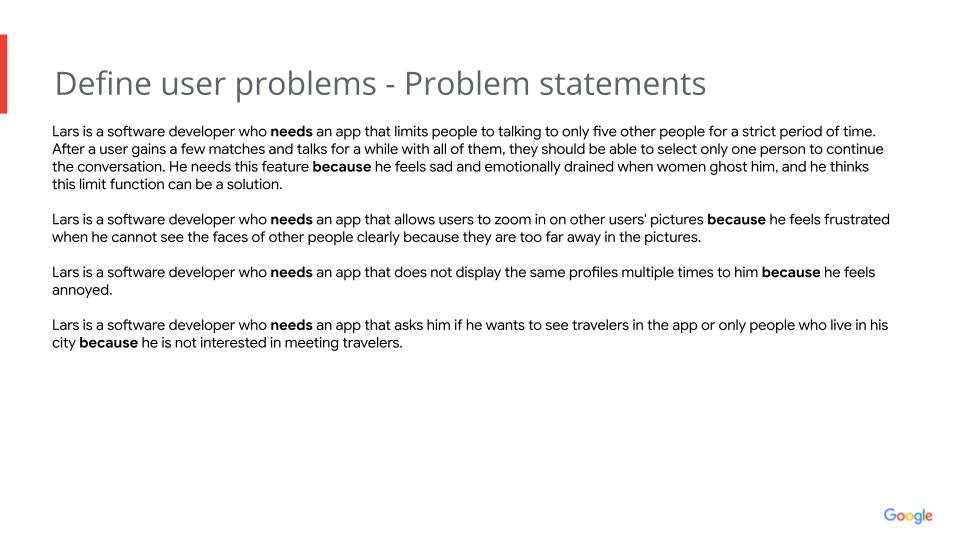 Define user problems - Problem statements
Lars is a software developer who needs an app that limits people to talking to only five other people for a strict period of time.
After a user gains a few matches and talks for a while with all of them, they should be able to select only one person to continue
the conversation. He needs this feature because he feels sad and emotionally drained when women ghost him, and he thinks
this limit function can be a solution.
Lars is a software developer who needs an app that allows users to zoom in on other users' pictures because he feels frustrated
when he cannot see the faces of other people clearly because they are too far away in the pictures.
Lars is a software developer who needs an app that does not display the same profiles multiple times to him because he feels
annoyed.
Lars is a software developer who needs an app that asks him if he wants to see travelers in the app or only people who live in his
city because he is not interested in meeting travelers.
Google